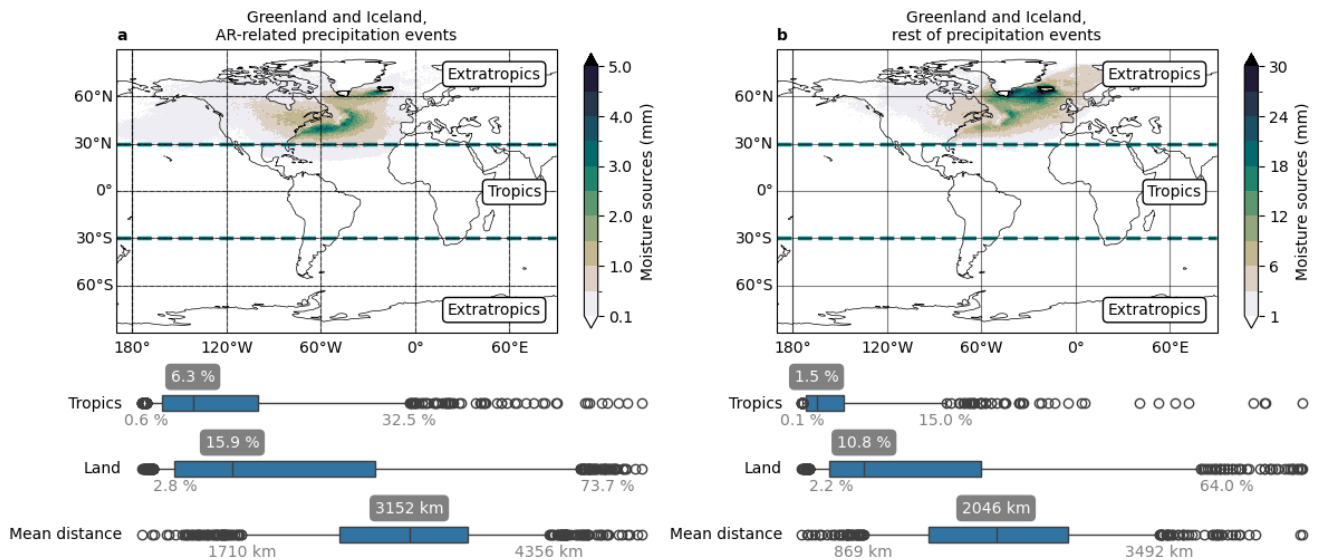 Greenland and Iceland,
a AR-related precipitation events
Extratropics
Tropics
Extratropics
60°N
30°N
0°
30°S
60°S
180° 120°W 60°W 0° 60°E
5.0
4.0
3.0
2.0
1.0
0.1
Moisture sources (mm)
Tropics
6.3 %
0.6 % 32.5 %
Land
15.9 %
2.8 % 73.7 %
Mean distance
3152 km
1710 km 4356 km
Greenland and Iceland,
b rest of precipitation events
Extratropics
Tropics
Extratropics
60°N
30°N
0°
30°S
60°S
180° 120°W 60°W 0° 60°E
30
24
18
12
6
1
Moisture sources (mm)
Tropics
1.5 %
0.1 % 15.0 %
Land
10.8 %
2.2 % 64.0 %
Mean distance
2046 km
869 km 3492 km